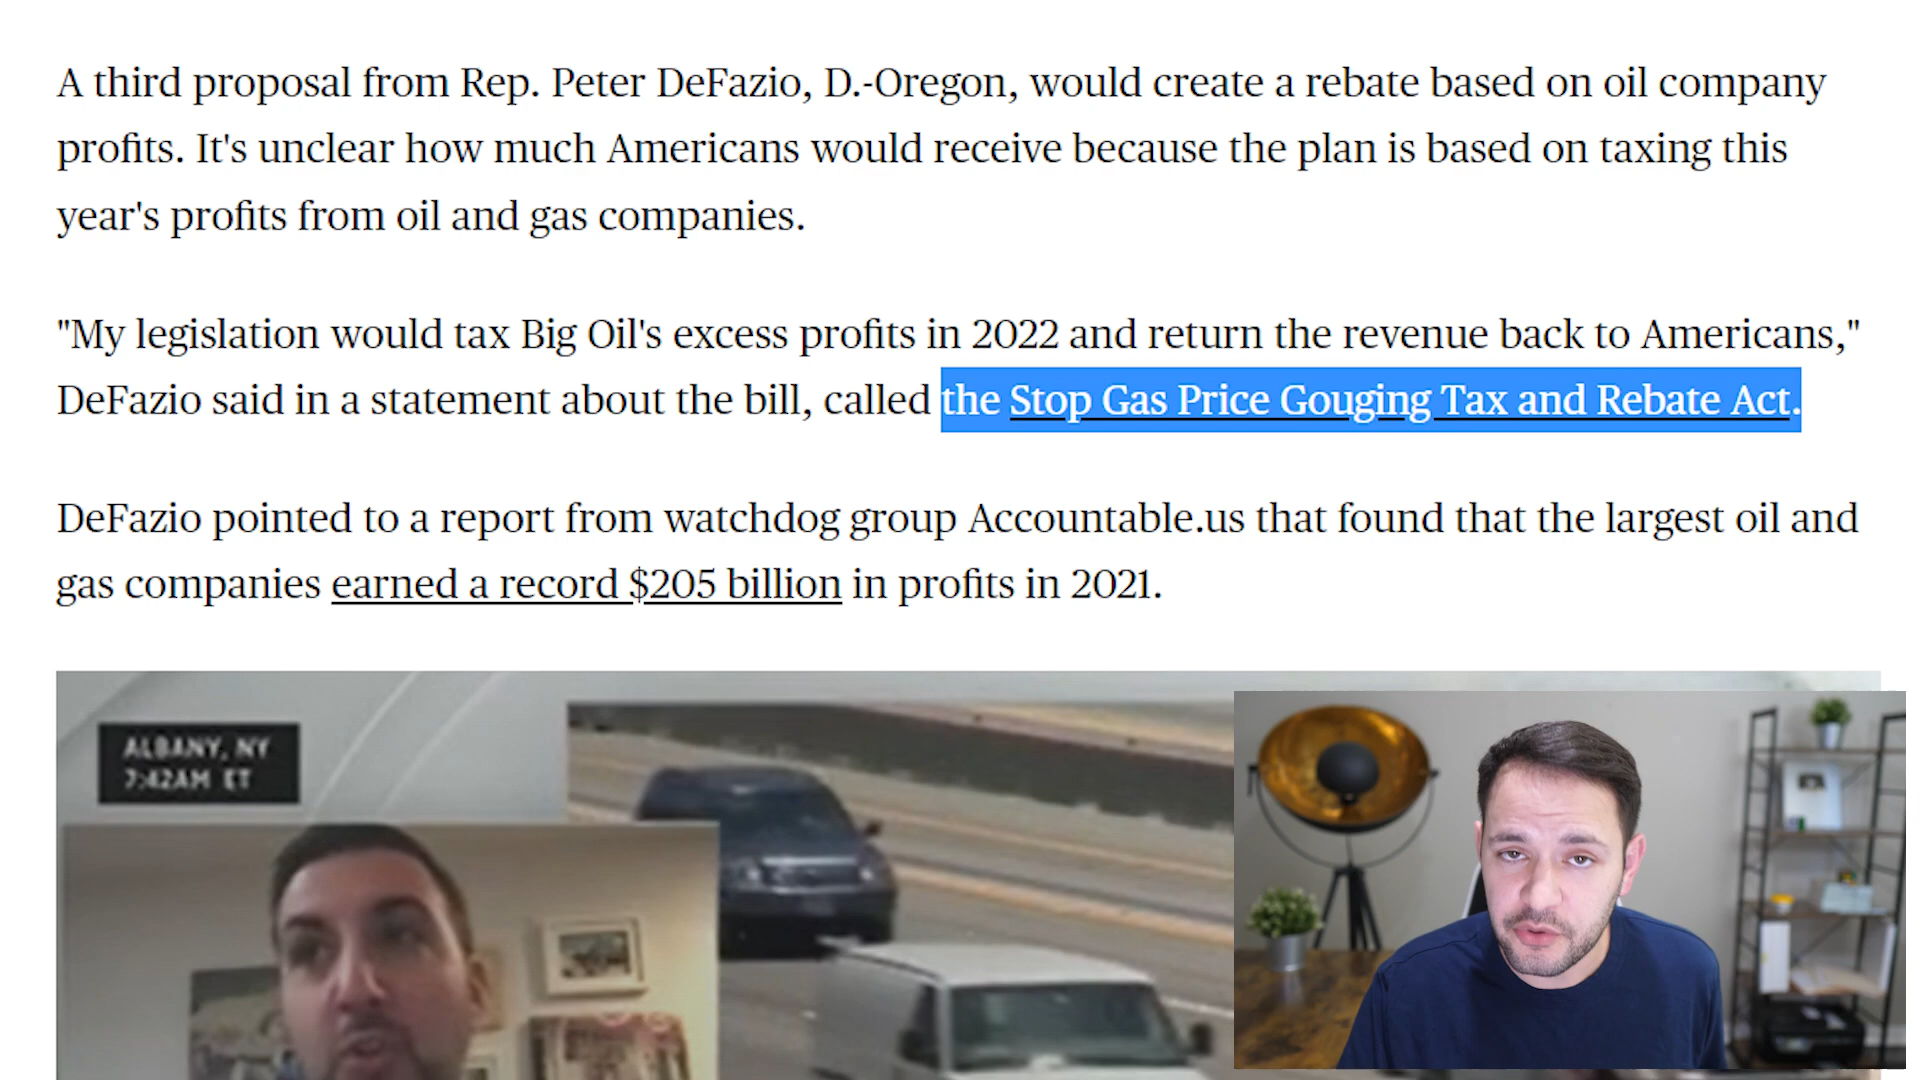 A third proposal from Rep. Peter DeFazio, D.-Oregon, would create a rebate based on oil company
profits. It's unclear how much Americans would receive because the plan is based on taxing this
year's profits from oil and gas companies.
"My legislation would tax Big Oil's excess profits in 2022 and return the revenue back to Americans,"
DeFazio said in a statement about the bill, called the Stop Gas Price Gouging Tax and Rebate Act.
DeFazio pointed to a report from watchdog group Accountable.us that found that the largest oil and
gas companies earned a record $205 billion in profits in 2021.
ALBANY, NY
7:42AM ET